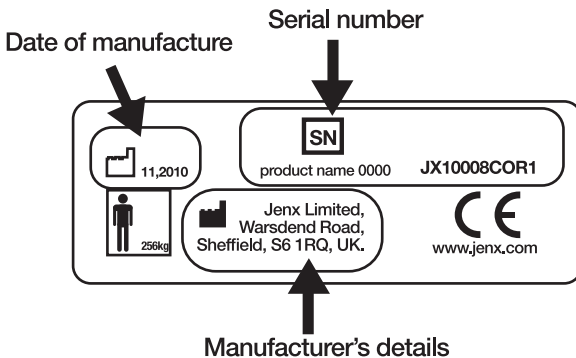 Serial number
Date of manufacture
SN
11,2010
product name 0000 JX10008COR1
256kg
Jenx Limited,
Warsdend Road,
Sheffield, S6 1RQ, UK.
CE
www.jenx.com
Manufacturer's details